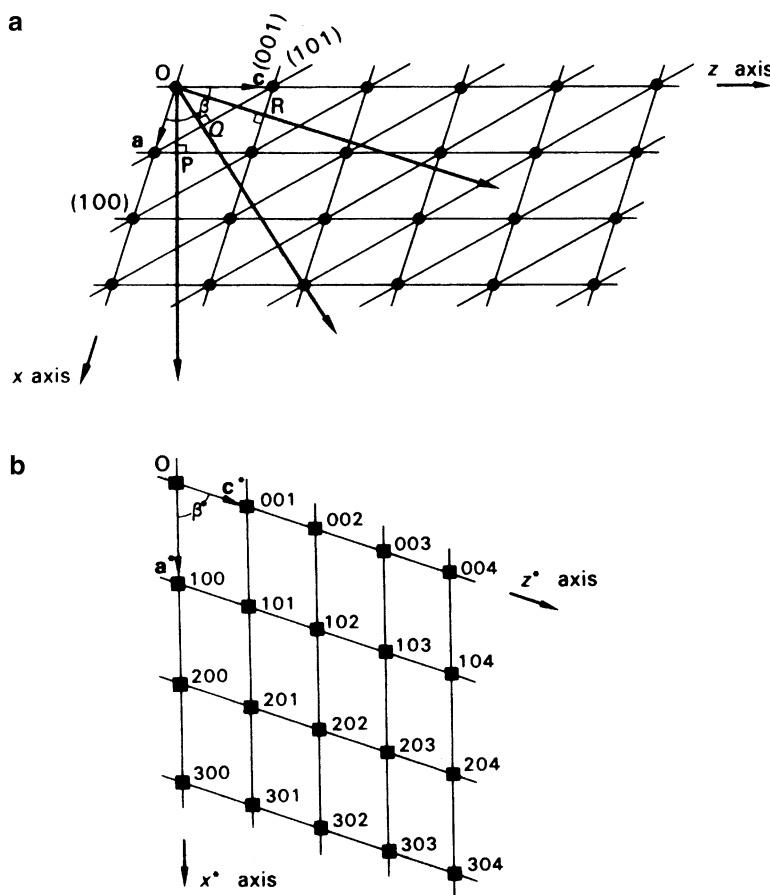 a
(001)
(101)
O
c
z axis
β
R
Q
a
P
(100)
x axis
b
O
c*
001
002
β*
003
004
a*
100
z* axis
101
102
103
104
200
201
202
203
204
300
301
302
303
304
x* axis